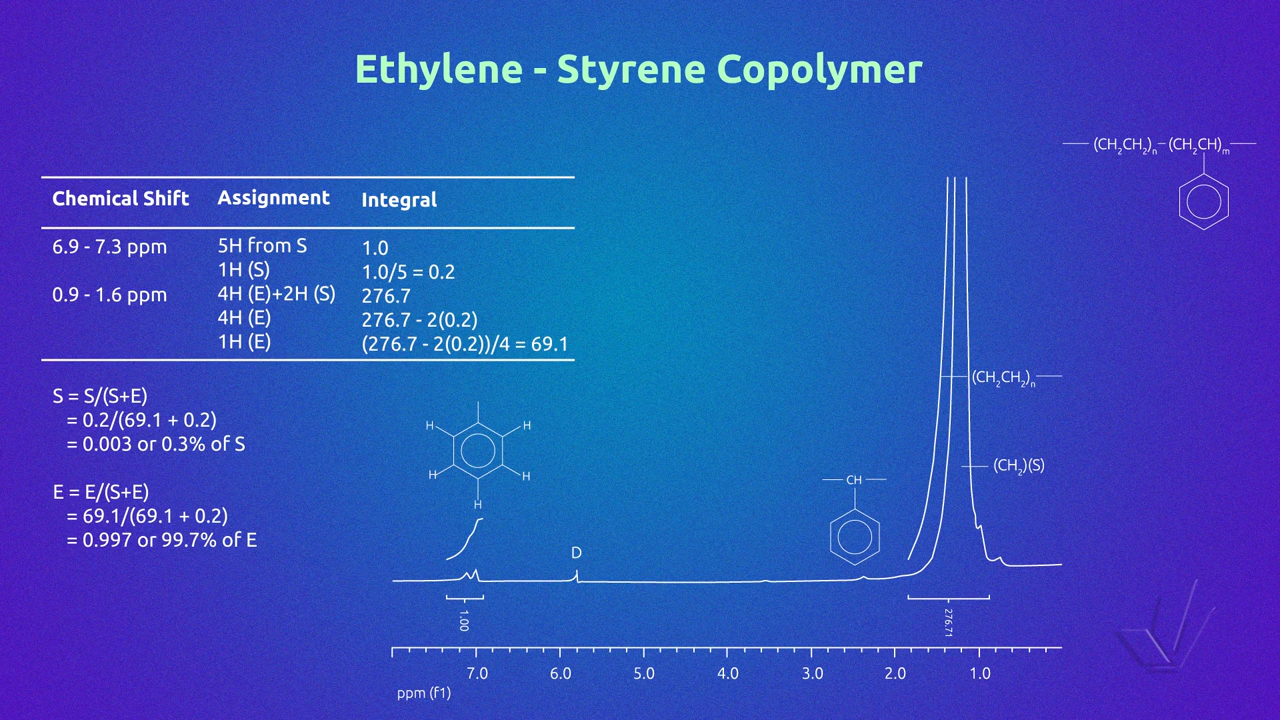 Ethylene - Styrene Copolymer
(CH₂CH₂)ₙ (CH₂CH)ₘ
Chemical Shift Assignment Integral
6.9 - 7.3 ppm 5H from S 1.0
1H (S) 1.0/5 = 0.2
0.9 - 1.6 ppm 4H (E)+2H (S) 276.7
4H (E) 276.7 - 2(0.2)
1H (E) (276.7 - 2(0.2))/4 = 69.1
S = S/(S+E)
= 0.2/(69.1 + 0.2)
= 0.003 or 0.3% of S
E = E/(S+E)
= 69.1/(69.1 + 0.2)
= 0.997 or 99.7% of E
(CH₂CH₂)ₙ
(CH₂)(S)
H H
H H
H
CH
D
1.00
276.71
7.0 6.0 5.0 4.0 3.0 2.0 1.0
ppm (f1)